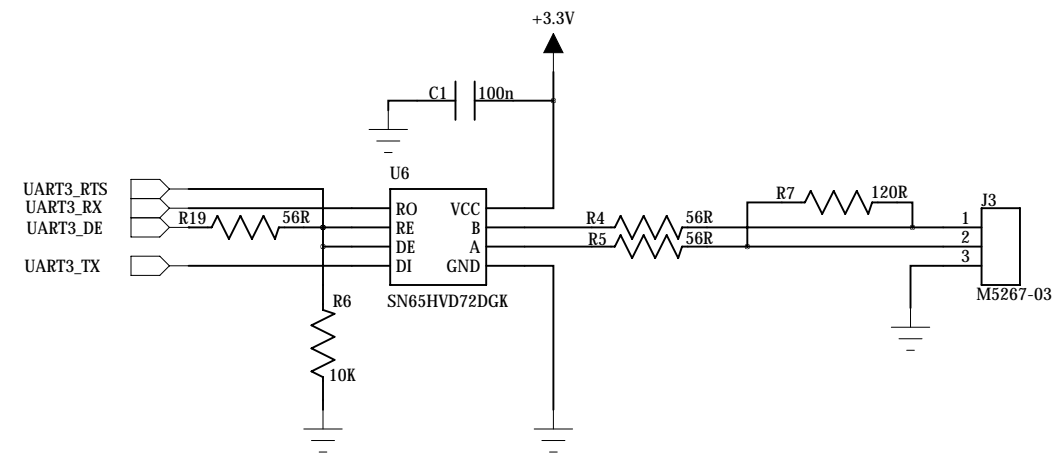 +3.3V
C1 100n
U6
UART3_RTS
UART3_RX
UART3_DE
UART3_TX
R19 56R
RO VCC
RE B
DE A
DI GND
SN65HVD72DGK
R4 56R
R5 56R
R7 120R
J3
1
2
3
M5267-03
R6
10K